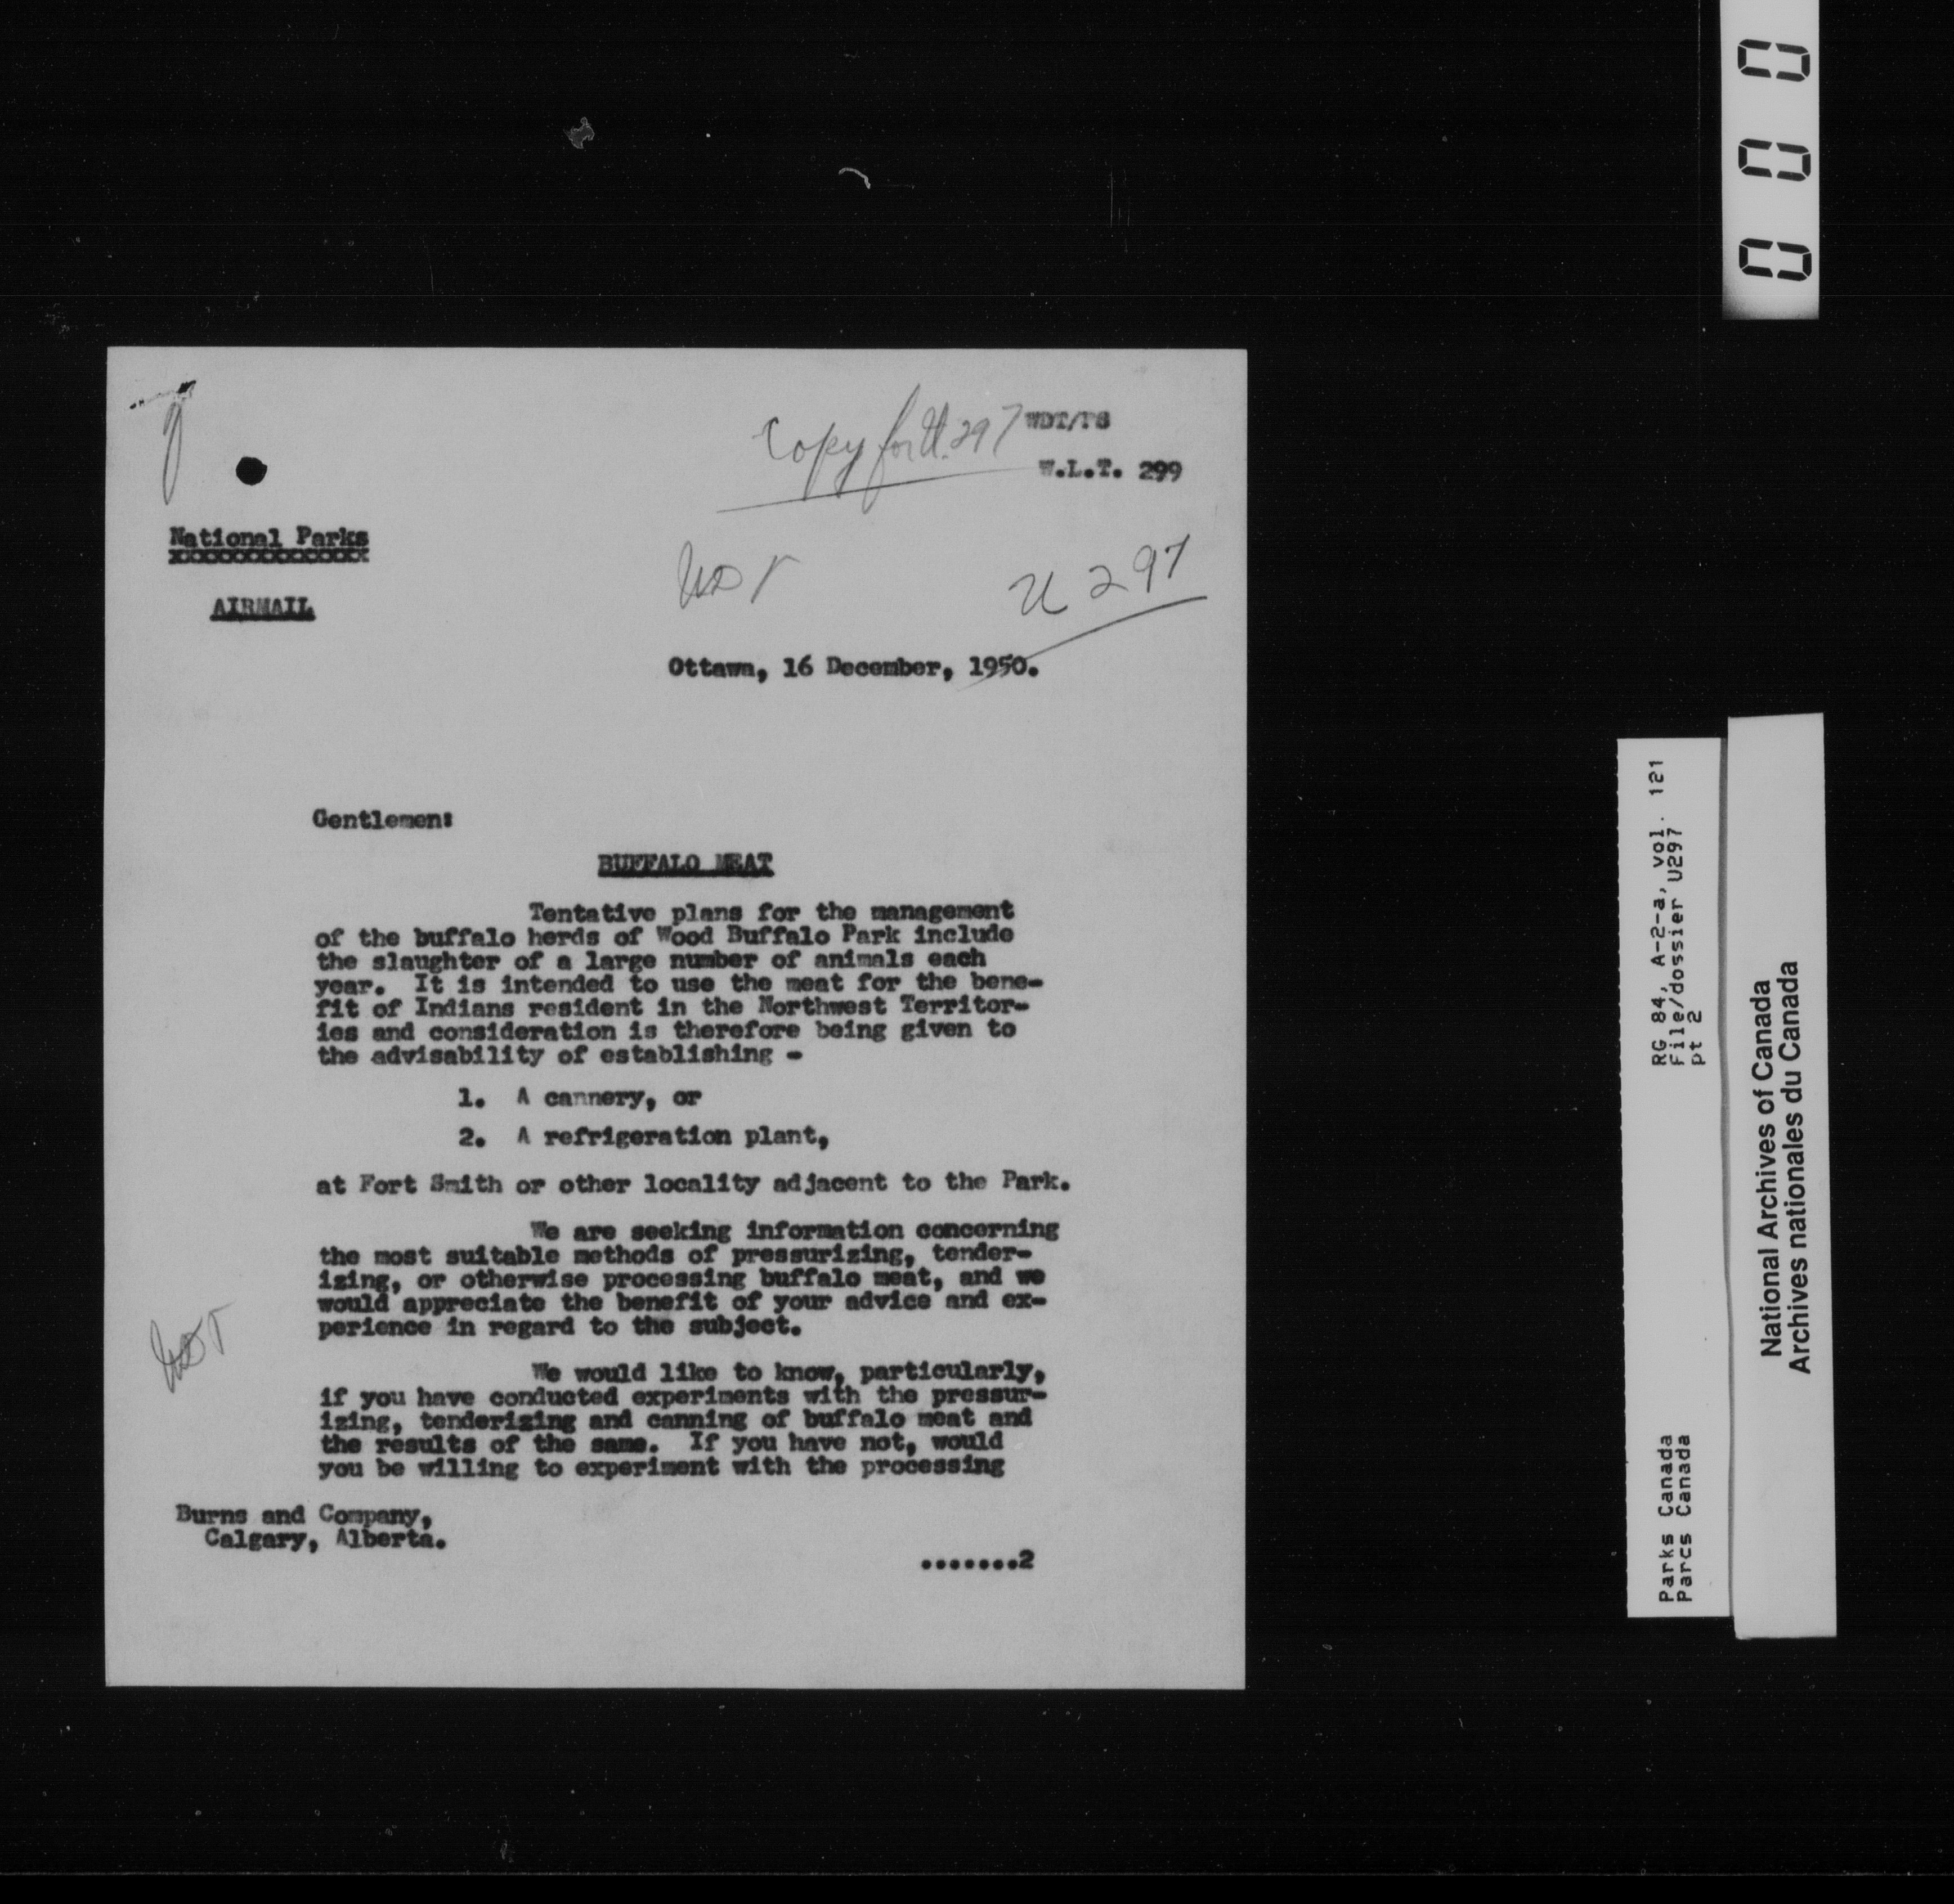 000
Copy for U.297 WDT/PS
W.L.T. 299
National Parks
xxxxxxxxxxxxxx
AIRMAIL
WDT
U 297
Ottawa, 16 December, 1950.
Gentlemen:
BUFFALO MEAT
Tentative plans for the management
of the buffalo herds of Wood Buffalo Park include
the slaughter of a large number of animals each
year. It is intended to use the meat for the bene-
fit of Indians resident in the Northwest Territor-
ies and consideration is therefore being given to
the advisability of establishing -
1. A cannery, or
2. A refrigeration plant,
at Fort Smith or other locality adjacent to the Park.
We are seeking information concerning
the most suitable methods of pressurizing, tender-
izing, or otherwise processing buffalo meat, and we
would appreciate the benefit of your advice and ex-
perience in regard to the subject.
WDT
We would like to know, particularly,
if you have conducted experiments with the pressur-
izing, tenderizing and canning of buffalo meat and
the results of the same. If you have not, would
you be willing to experiment with the processing
Burns and Company,
Calgary, Alberta.
.......2
RG 84, A-2-a, vol. 121
File/dossier U297
pt 2
Parks Canada
Parcs Canada
National Archives of Canada
Archives nationales du Canada